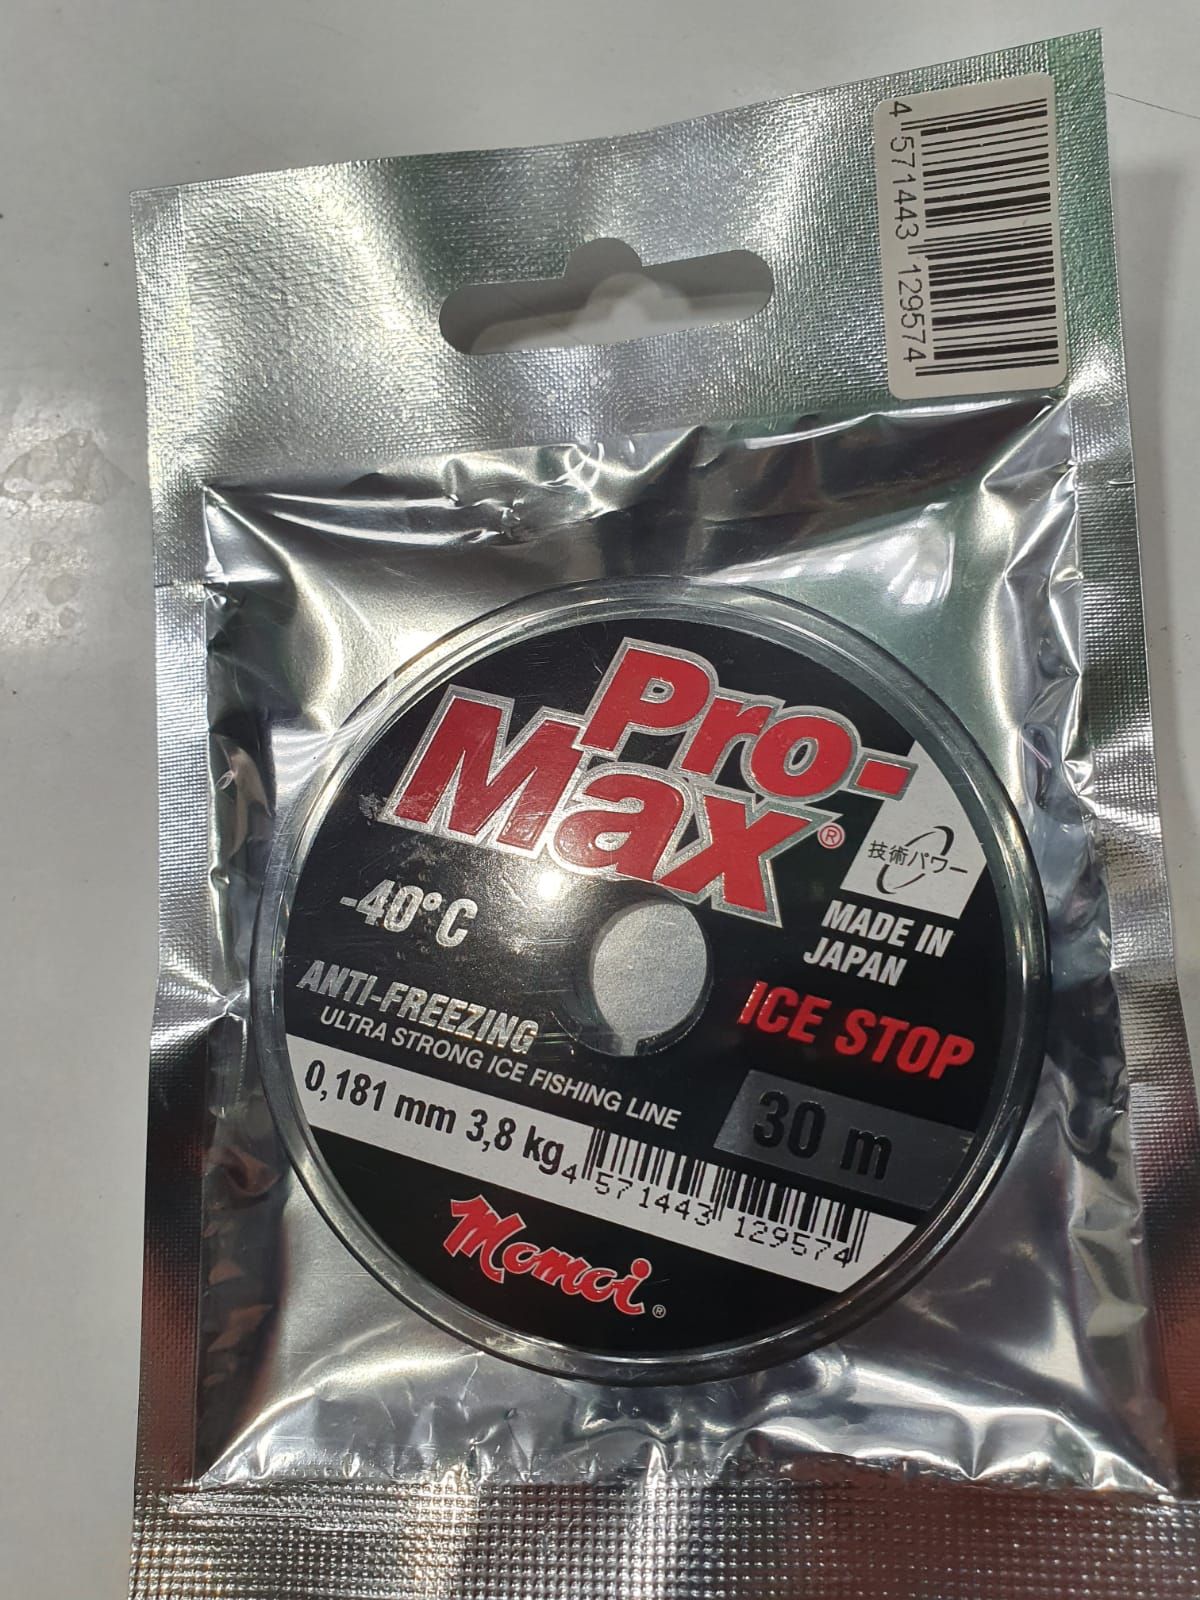 4 571443 129574
Pro-
Max®
技術パワー
MADE IN
JAPAN
-40°C
ANTI-FREEZING
ULTRA STRONG ICE FISHING LINE
ICE STOP
30 m
0,181 mm 3,8 kg
4 571443 129574
Momoi®